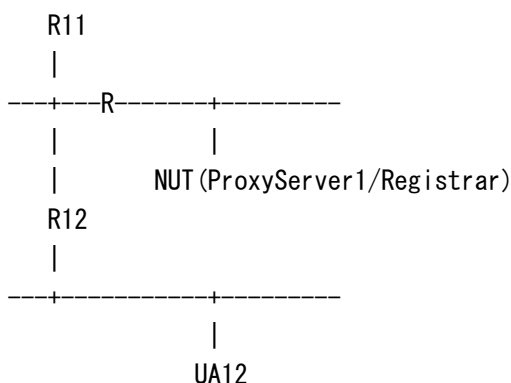 R11
|
---+---R-------+---------
| |
| NUT(ProxyServer1/Registrar)
R12
|
---+-----------+---------
|
UA12